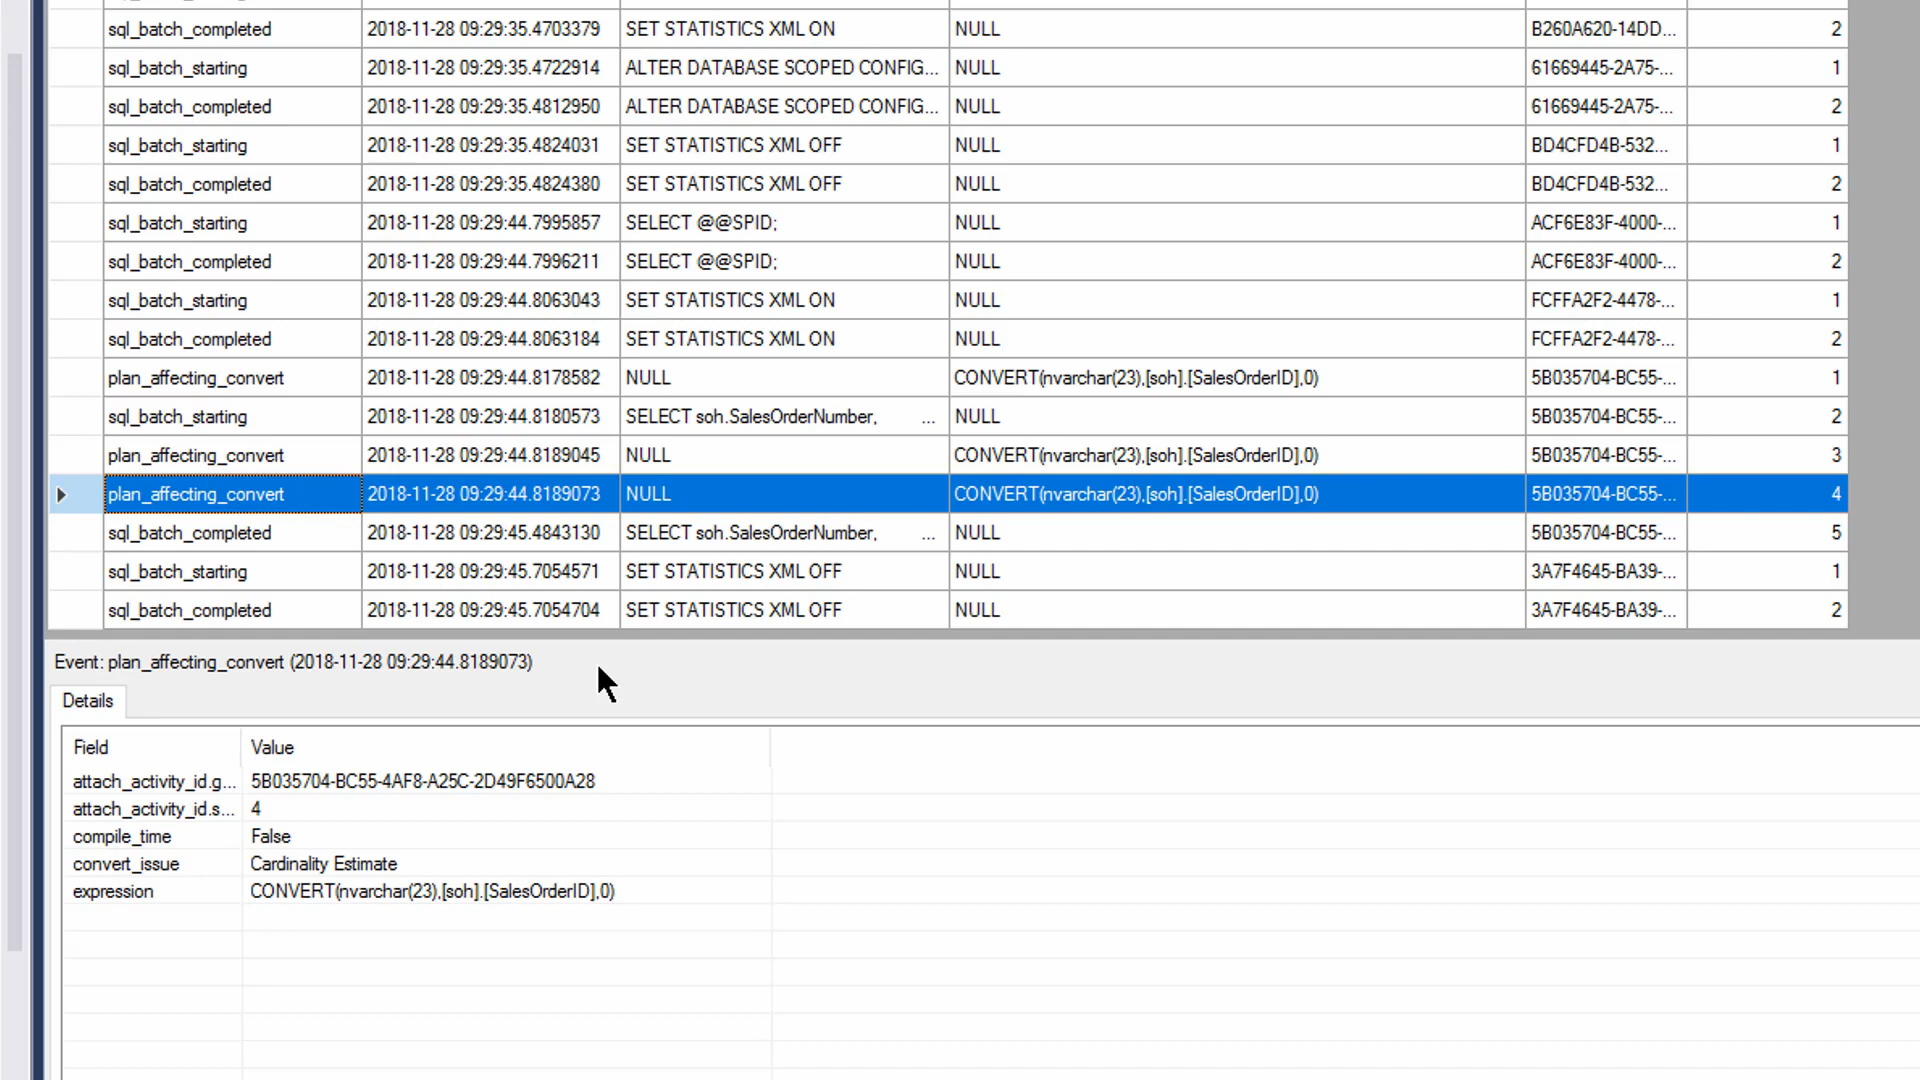 sql_batch_completed 2018-11-28 09:29:35.4703379 SET STATISTICS XML ON NULL B260A620-14DD... 2
sql_batch_starting 2018-11-28 09:29:35.4722914 ALTER DATABASE SCOPED CONFIG... NULL 61669445-2A75-... 1
sql_batch_completed 2018-11-28 09:29:35.4812950 ALTER DATABASE SCOPED CONFIG... NULL 61669445-2A75-... 2
sql_batch_starting 2018-11-28 09:29:35.4824031 SET STATISTICS XML OFF NULL BD4CFD4B-532... 1
sql_batch_completed 2018-11-28 09:29:35.4824380 SET STATISTICS XML OFF NULL BD4CFD4B-532... 2
sql_batch_starting 2018-11-28 09:29:44.7995857 SELECT @@SPID; NULL ACF6E83F-4000-... 1
sql_batch_completed 2018-11-28 09:29:44.7996211 SELECT @@SPID; NULL ACF6E83F-4000-... 2
sql_batch_starting 2018-11-28 09:29:44.8063043 SET STATISTICS XML ON NULL FCFFA2F2-4478-... 1
sql_batch_completed 2018-11-28 09:29:44.8063184 SET STATISTICS XML ON NULL FCFFA2F2-4478-... 2
plan_affecting_convert 2018-11-28 09:29:44.8178582 NULL CONVERT(nvarchar(23),[soh].[SalesOrderID],0) 5B035704-BC55-... 1
sql_batch_starting 2018-11-28 09:29:44.8180573 SELECT soh.SalesOrderNumber, ... NULL 5B035704-BC55-... 2
plan_affecting_convert 2018-11-28 09:29:44.8189045 NULL CONVERT(nvarchar(23),[soh].[SalesOrderID],0) 5B035704-BC55-... 3
plan_affecting_convert 2018-11-28 09:29:44.8189073 NULL CONVERT(nvarchar(23),[soh].[SalesOrderID],0) 5B035704-BC55-... 4
sql_batch_completed 2018-11-28 09:29:45.4843130 SELECT soh.SalesOrderNumber, ... NULL 5B035704-BC55-... 5
sql_batch_starting 2018-11-28 09:29:45.7054571 SET STATISTICS XML OFF NULL 3A7F4645-BA39-... 1
sql_batch_completed 2018-11-28 09:29:45.7054704 SET STATISTICS XML OFF NULL 3A7F4645-BA39-... 2
Event: plan_affecting_convert (2018-11-28 09:29:44.8189073)
Details
Field Value
attach_activity_id.g... 5B035704-BC55-4AF8-A25C-2D49F6500A28
attach_activity_id.s... 4
compile_time False
convert_issue Cardinality Estimate
expression CONVERT(nvarchar(23),[soh].[SalesOrderID],0)